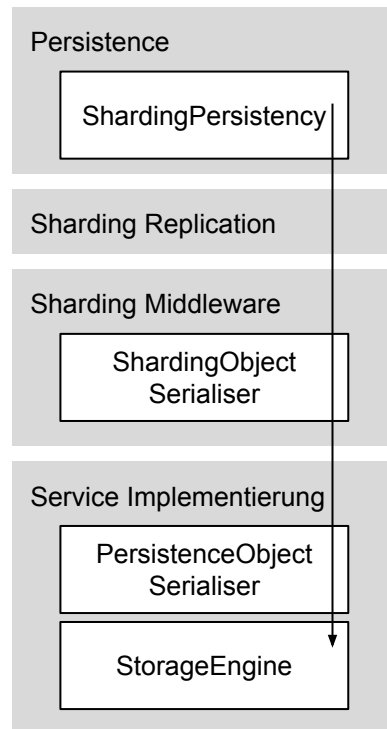 Persistence
ShardingPersistency
Sharding Replication
Sharding Middleware
ShardingObject
Serialiser
Service Implementierung
PersistenceObject
Serialiser
StorageEngine